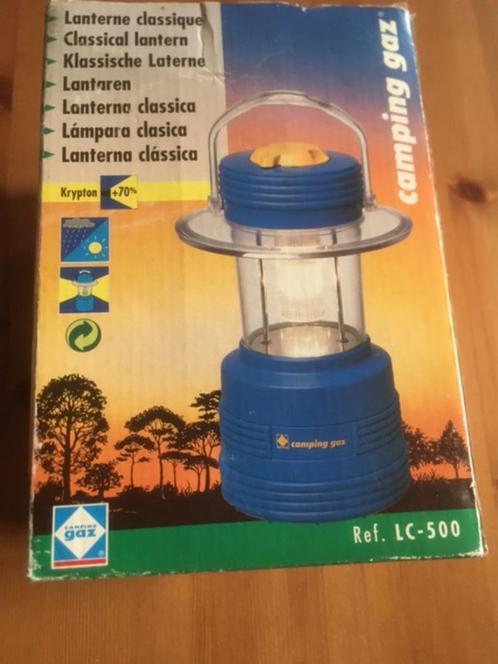 Lanterne classique
Classical lantern
Klassische Laterne
Lantaren
Lanterna classica
Lámpara clasica
Lanterna clássica
Krypton +70%
camping gaz®
camping gaz
CAMPING
gaz
Ref. LC-500